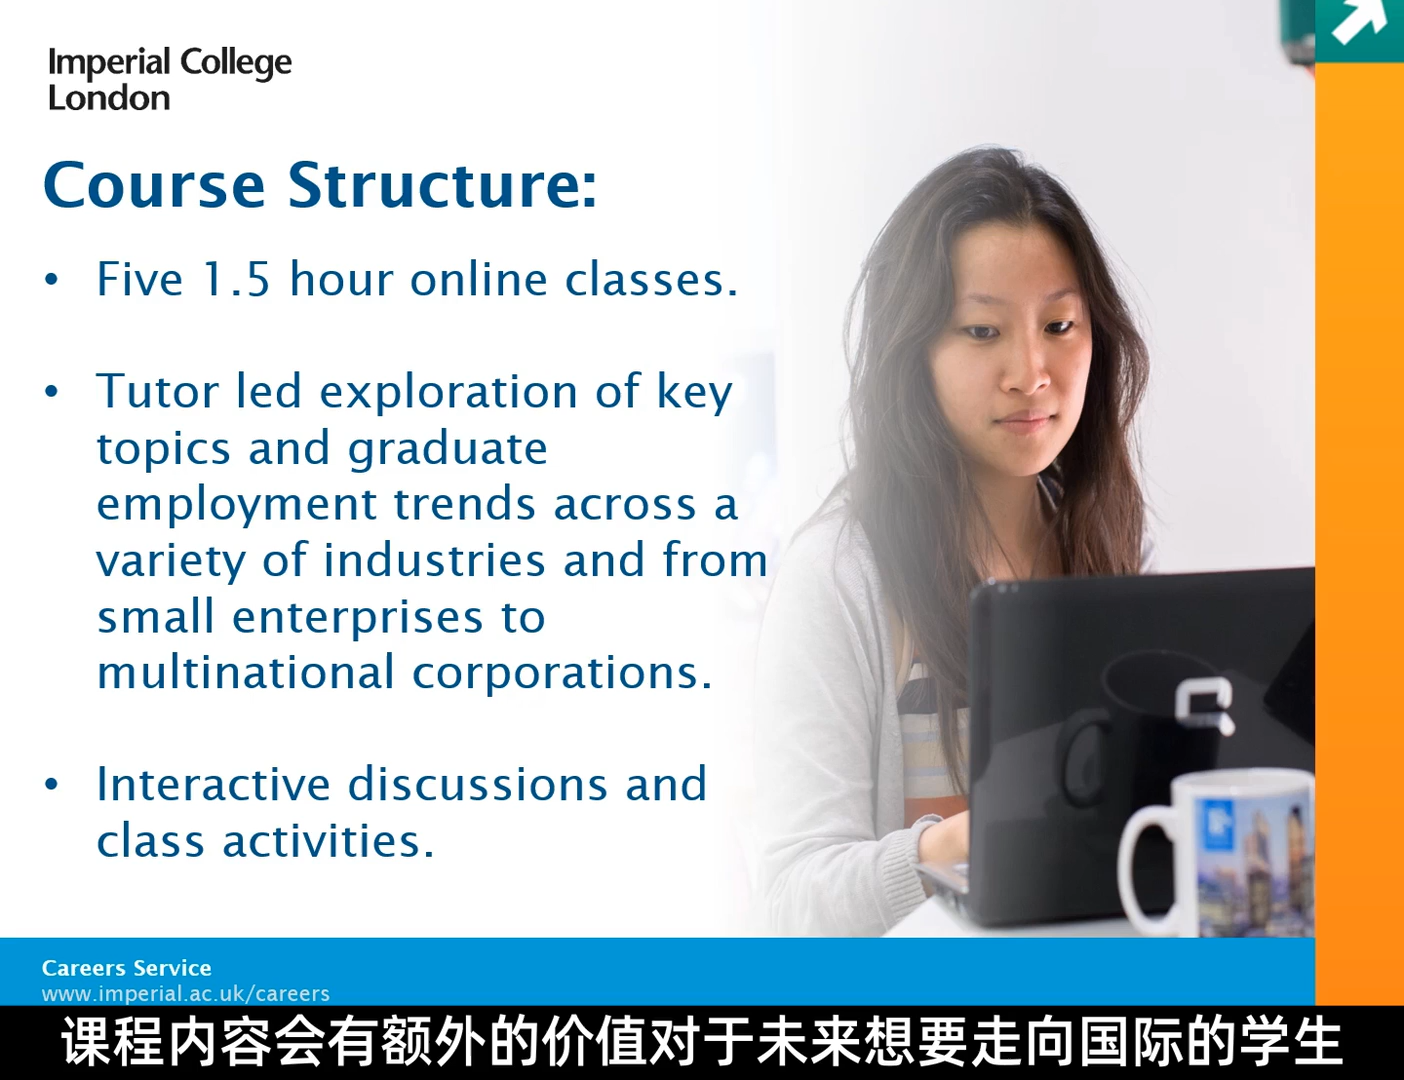 Imperial College
London
Course Structure:
• Five 1.5 hour online classes.
• Tutor led exploration of key
topics and graduate
employment trends across a
variety of industries and from
small enterprises to
multinational corporations.
• Interactive discussions and
class activities.
Careers Service
www.imperial.ac.uk/careers
课程内容会有额外的价值对于未来想要走向国际的学生